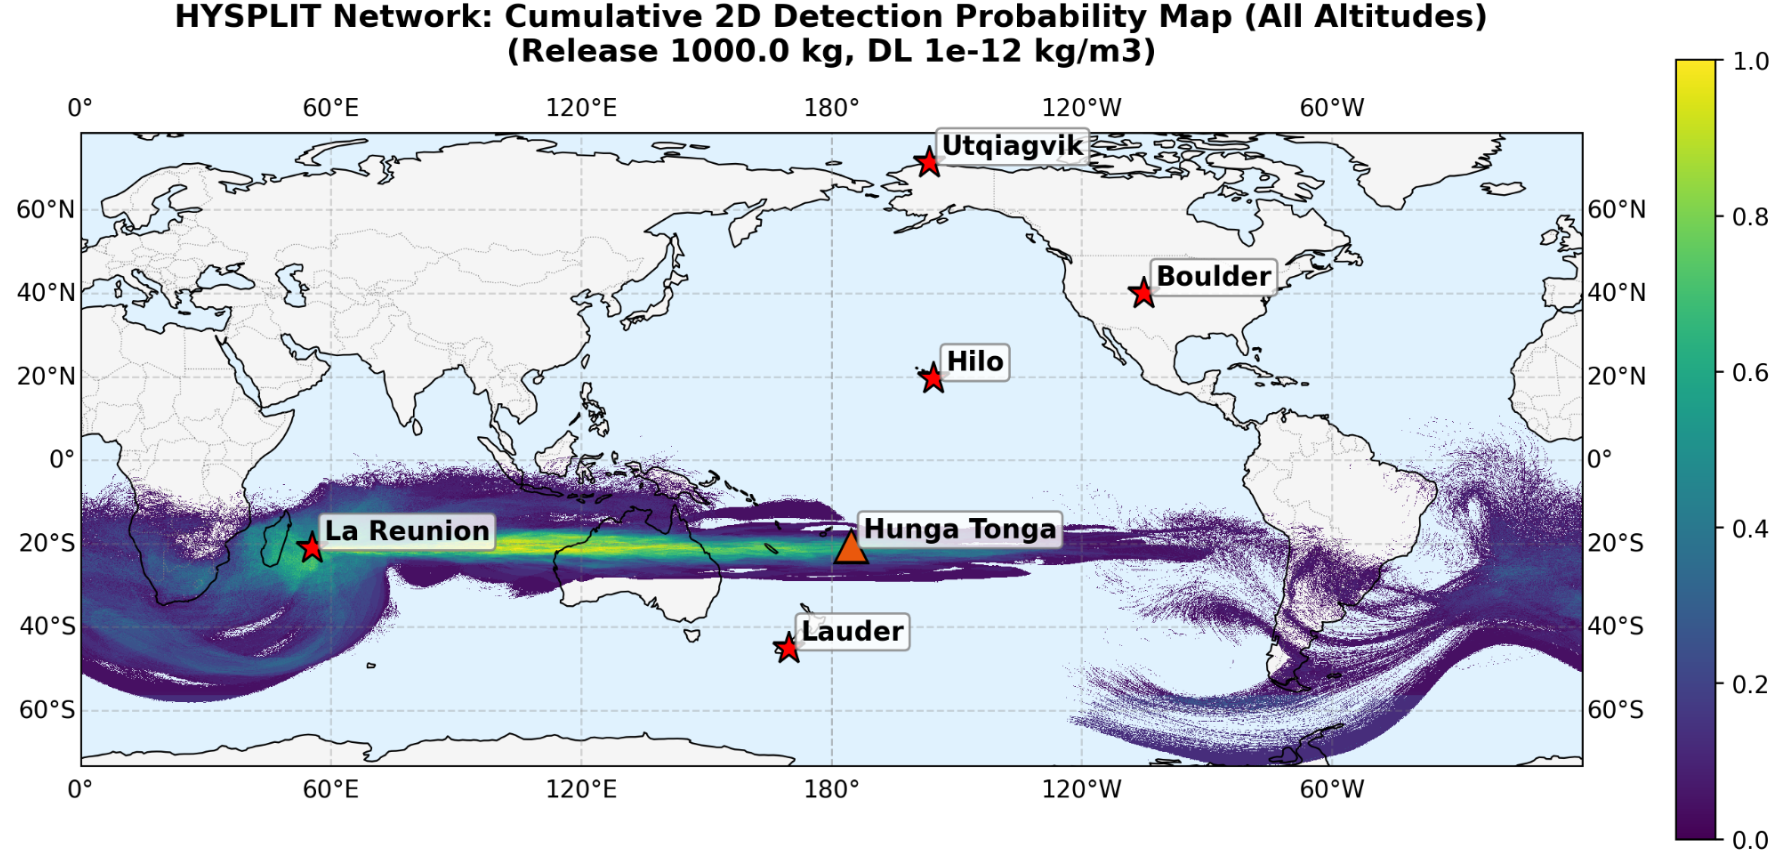 HYSPLIT Network: Cumulative 2D Detection Probability Map (All Altitudes)
(Release 1000.0 kg, DL 1e-12 kg/m3)
0° 60°E 120°E 180° 120°W 60°W
1.0
Utqiagvik
60°N 60°N
0.8
Boulder
40°N 40°N
Hilo
20°N 20°N
0.6
0° 0°
La Reunion
Hunga Tonga
20°S 20°S
0.4
Lauder
40°S 40°S
0.2
60°S 60°S
0° 60°E 120°E 180° 120°W 60°W
0.0